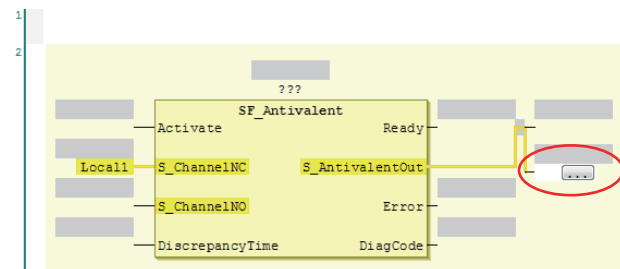 1
2
???
SF_Antivalent
Activate Ready
Local1 S_ChannelNC S_AntivalentOut
...
S_ChannelNO Error
DiscrepancyTime DiagCode